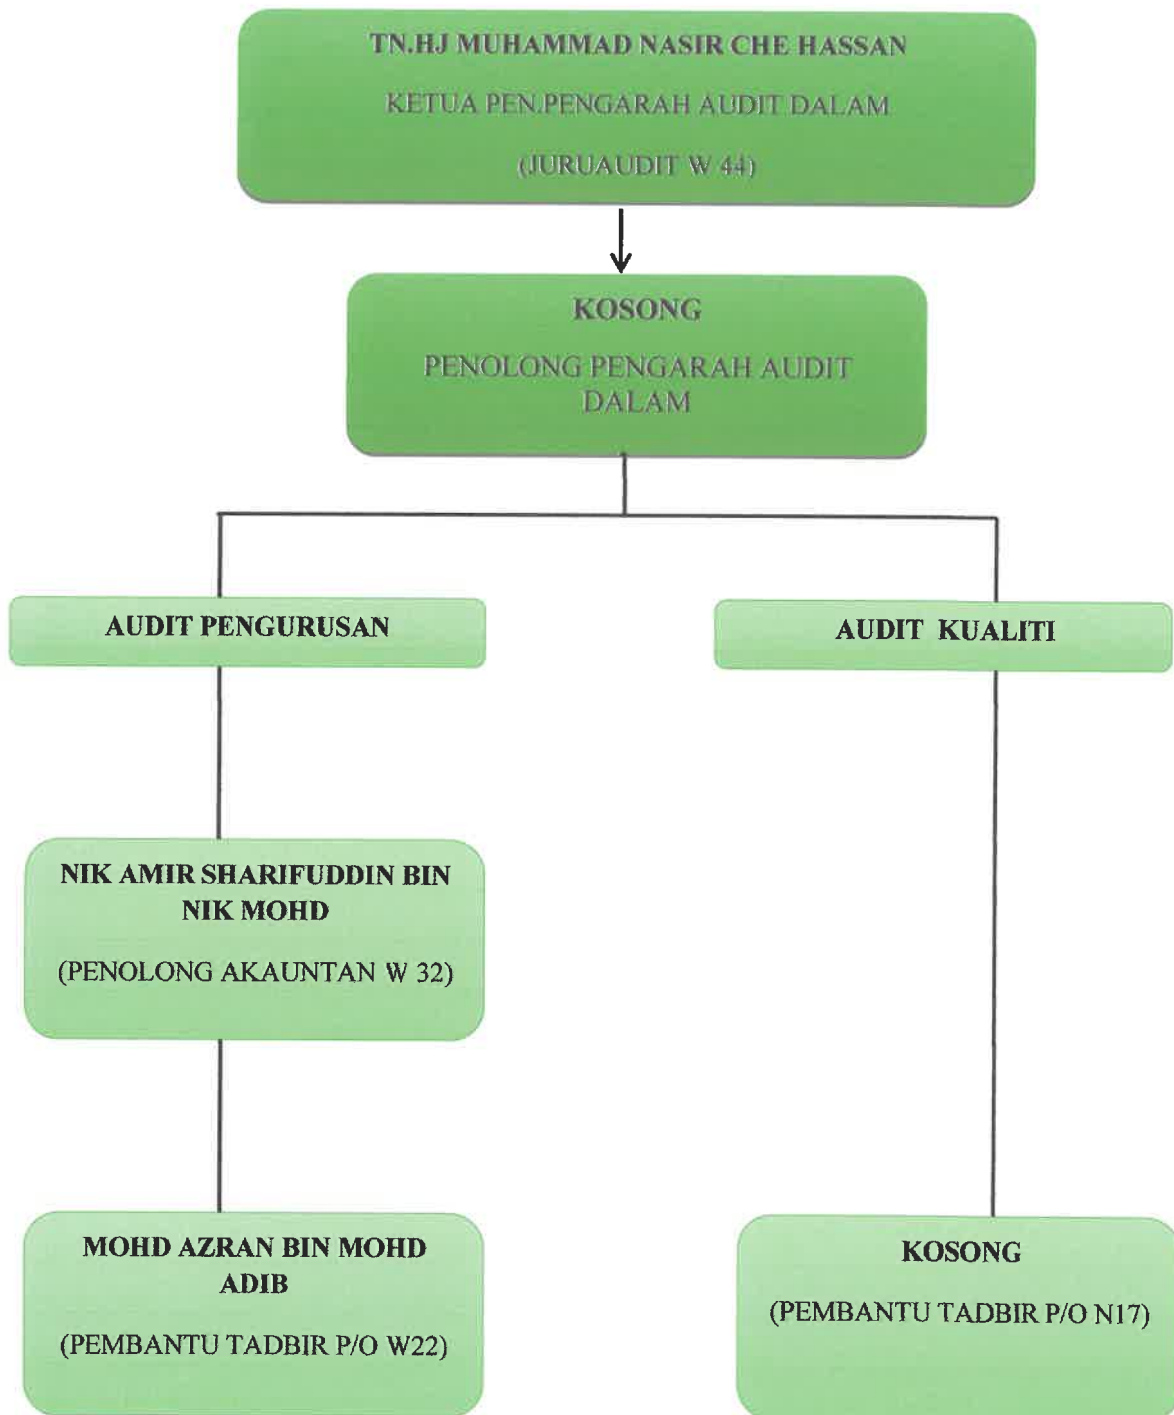 TN.HJ MUHAMMAD NASIR CHE HASSAN
KETUA PEN.PENGARAH AUDIT DALAM
(JURUAUDIT W 44)
KOSONG
PENOLONG PENGARAH AUDIT
DALAM
AUDIT PENGURUSAN
AUDIT KUALITI
NIK AMIR SHARIFUDDIN BIN
NIK MOHD
(PENOLONG AKAUNTAN W 32)
MOHD AZRAN BIN MOHD
ADIB
(PEMBANTU TADBIR P/O W22)
KOSONG
(PEMBANTU TADBIR P/O N17)